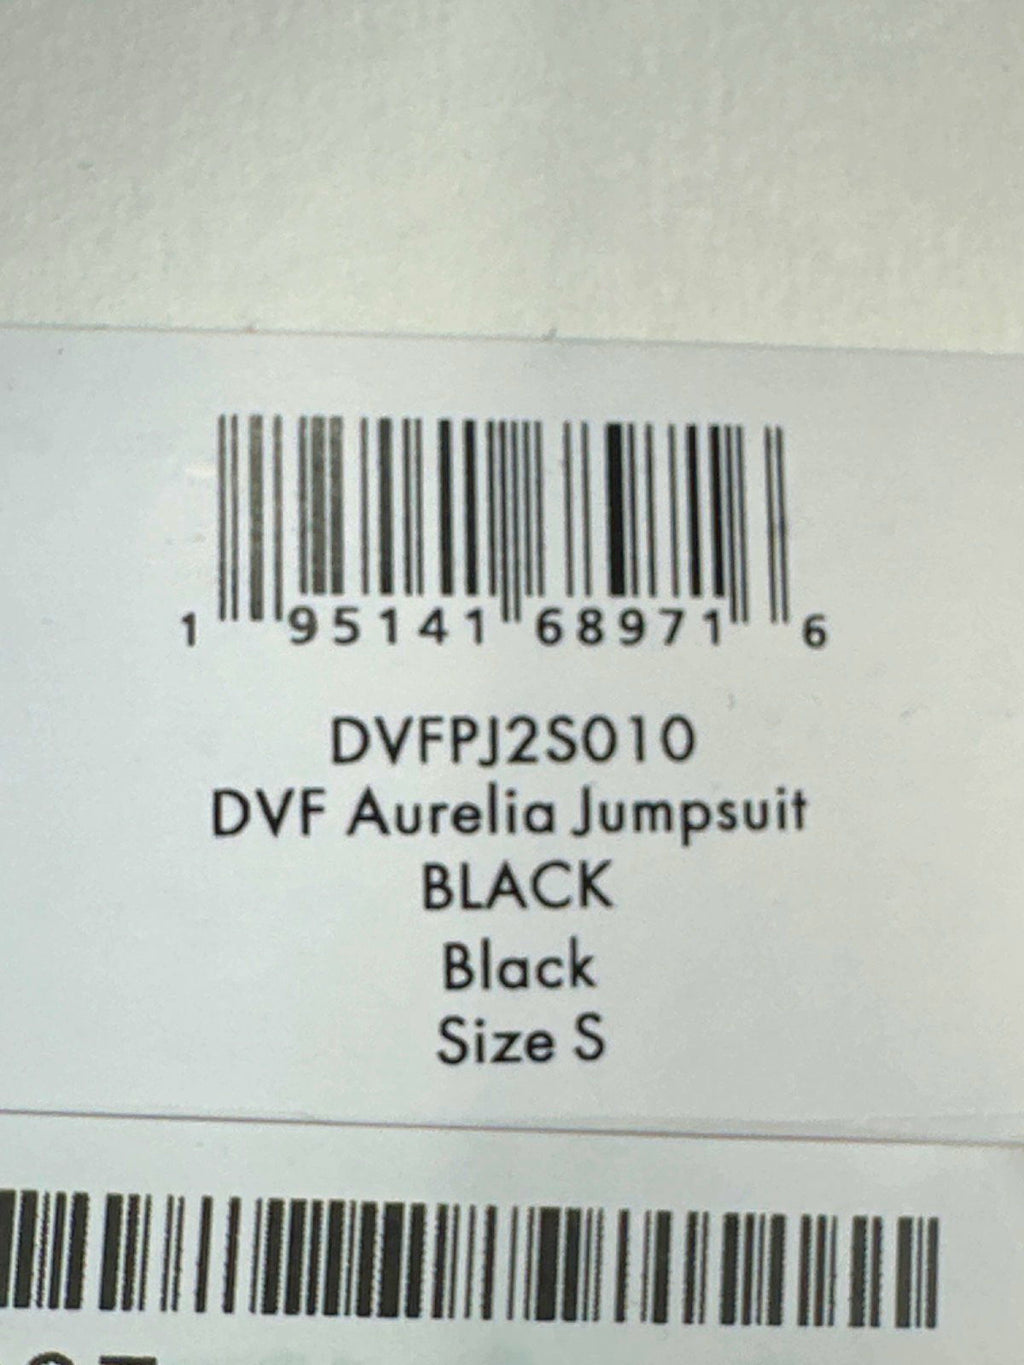 1 95141 68971 6
DVFPJ2S010
DVF Aurelia Jumpsuit
BLACK
Black
Size S